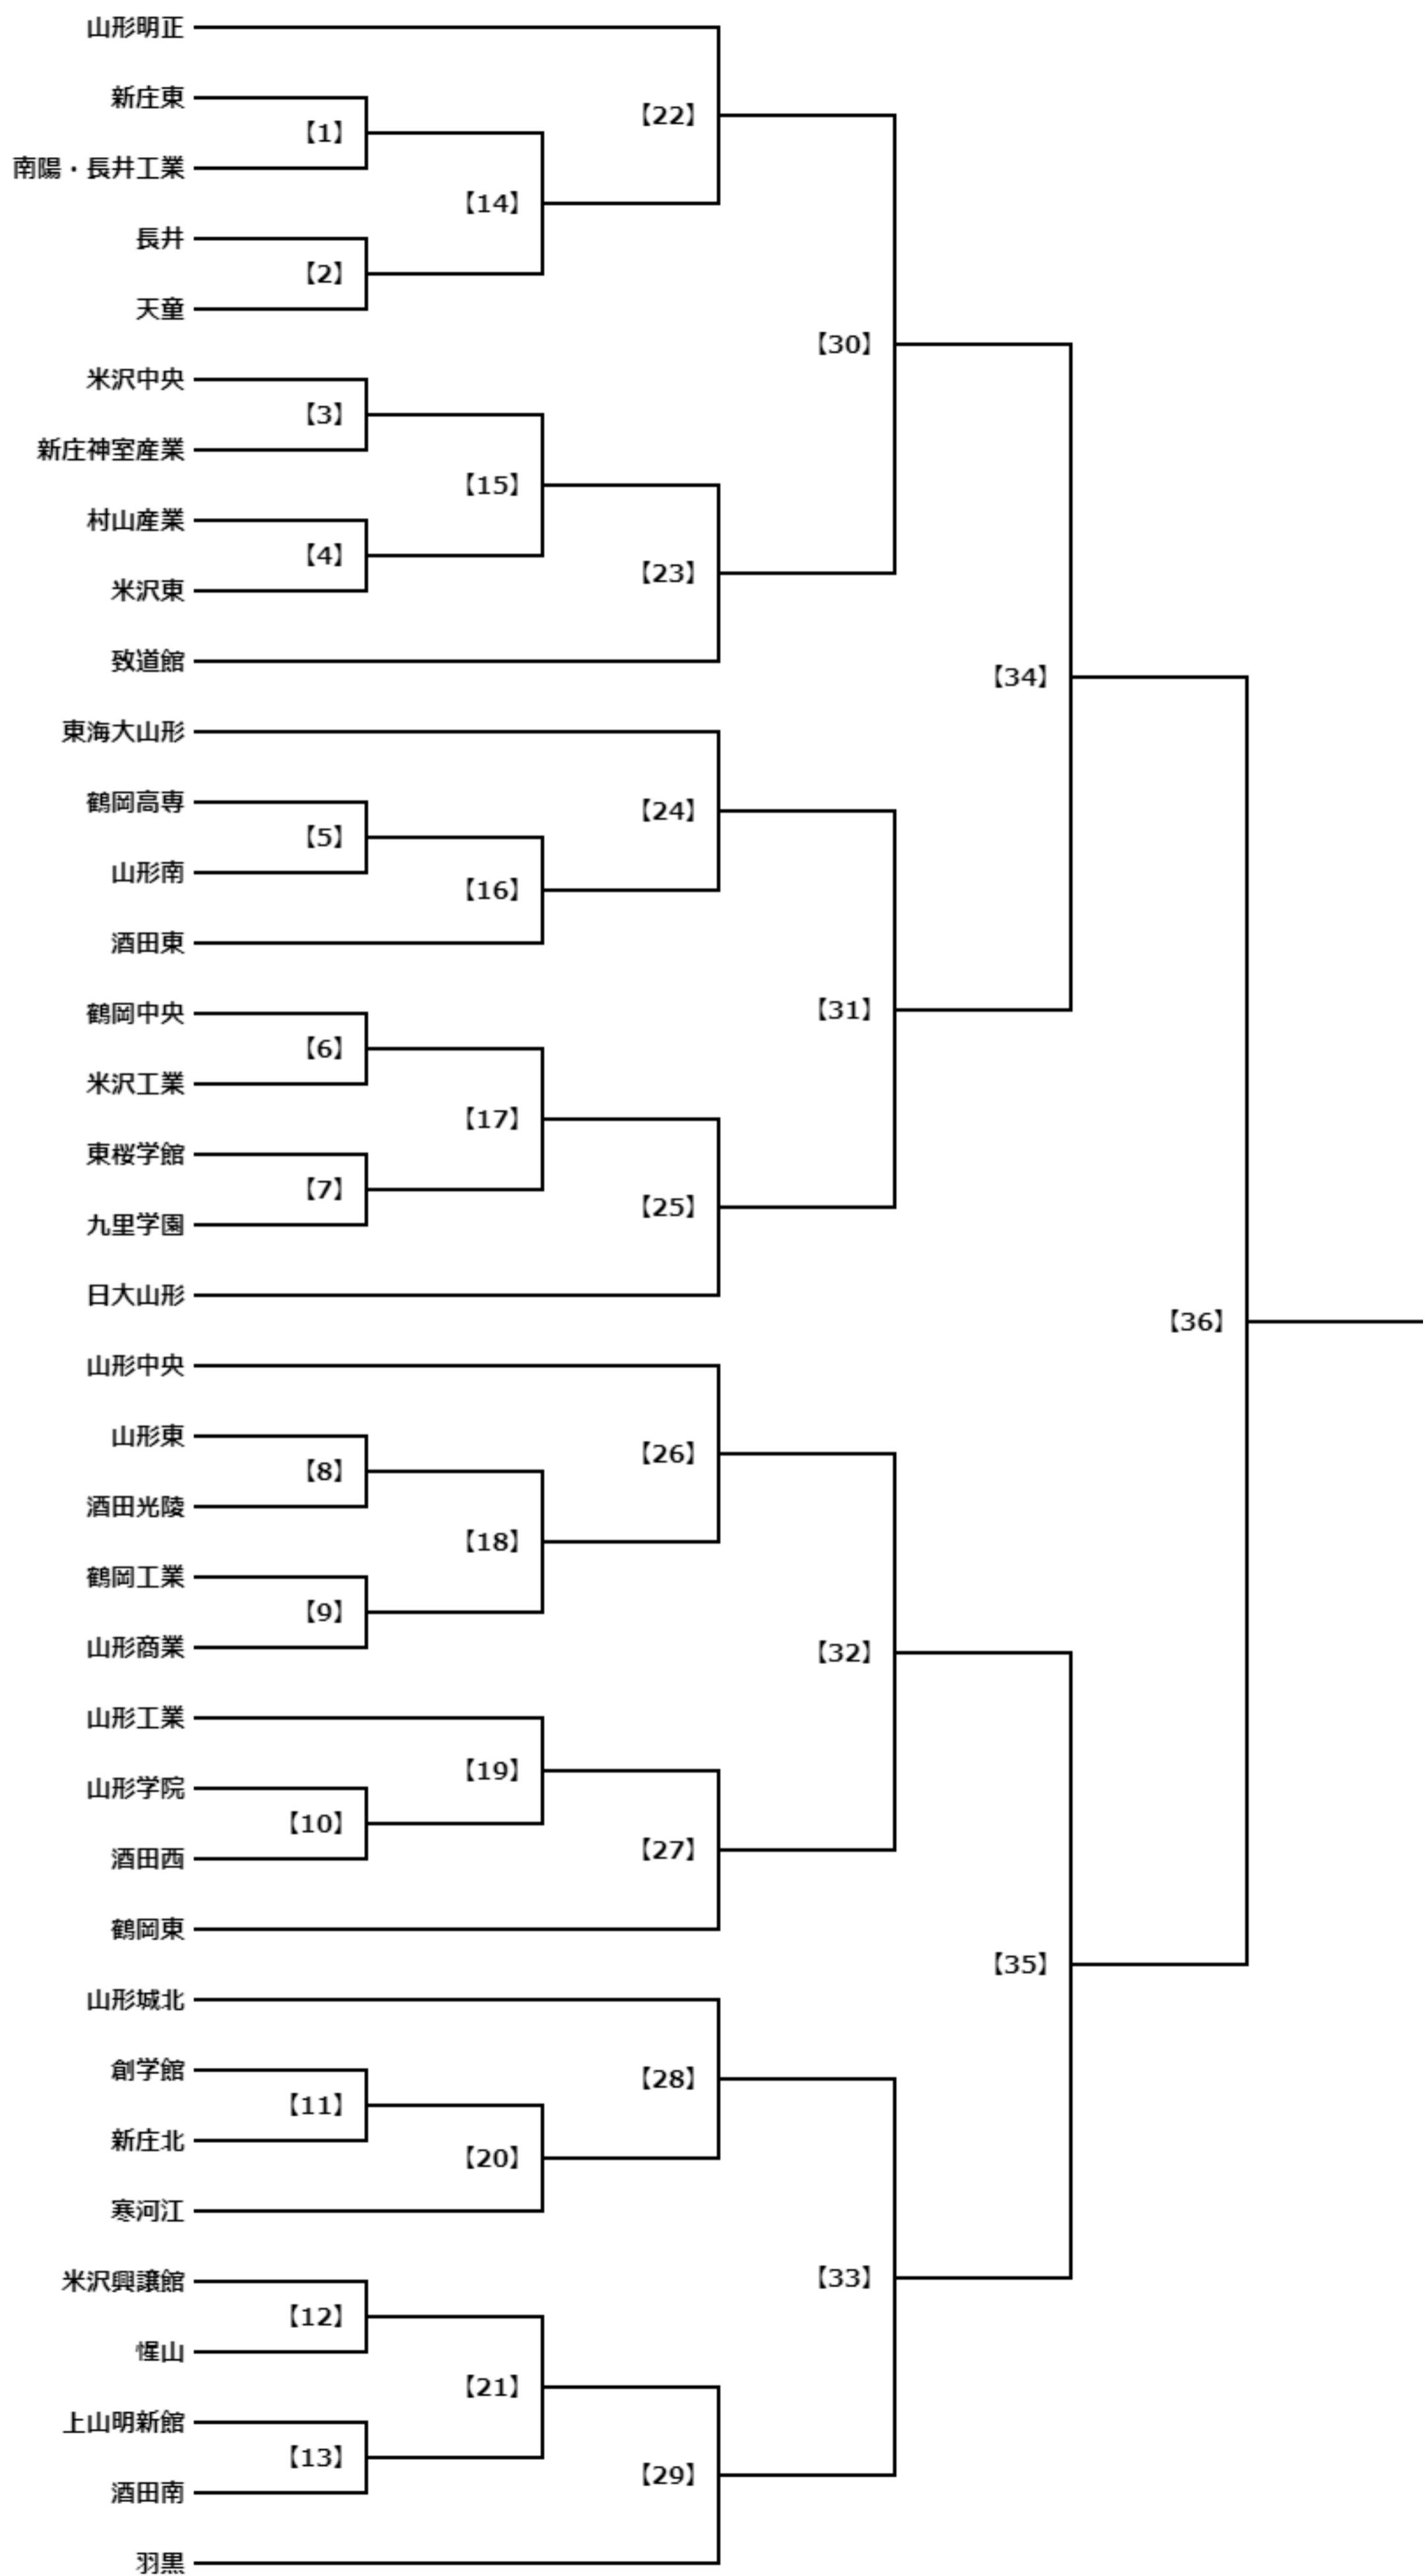 山形明正
新庄東
【22】
【1】
南陽・長井工業
【14】
長井
【2】
天童
【30】
米沢中央
【3】
新庄神室産業
【15】
村山産業
【4】
【23】
米沢東
致道館
【34】
東海大山形
鶴岡高専
【24】
【5】
山形南
【16】
酒田東
【31】
鶴岡中央
【6】
米沢工業
【17】
東桜学館
【7】
【25】
九里学園
日大山形
【36】
山形中央
山形東
【26】
【8】
酒田光陵
【18】
鶴岡工業
【9】
山形商業
【32】
山形工業
【19】
山形学院
【10】
【27】
酒田西
鶴岡東
【35】
山形城北
創学館
【28】
【11】
新庄北
【20】
寒河江
【33】
米沢興譲館
【12】
惺山
【21】
上山明新館
【13】
【29】
酒田南
羽黒